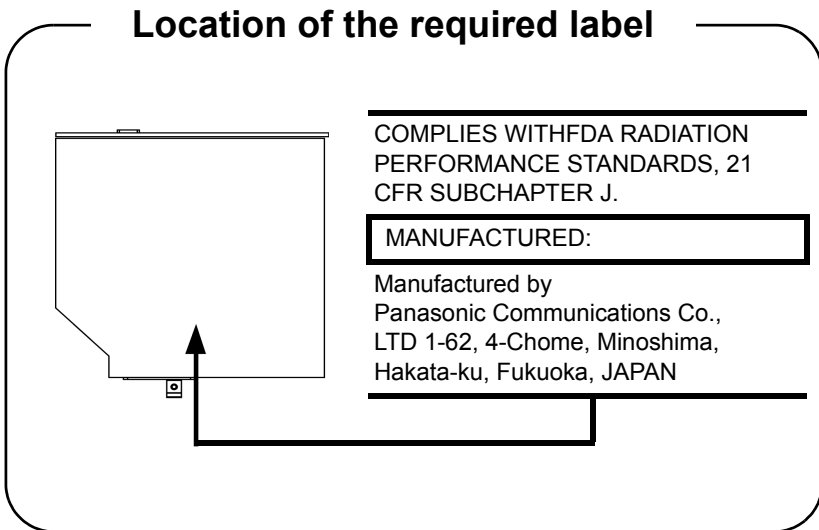 Location of the required label
COMPLIES WITHFDA RADIATION
PERFORMANCE STANDARDS, 21
CFR SUBCHAPTER J.
MANUFACTURED:
Manufactured by
Panasonic Communications Co.,
LTD 1-62, 4-Chome, Minoshima,
Hakata-ku, Fukuoka, JAPAN